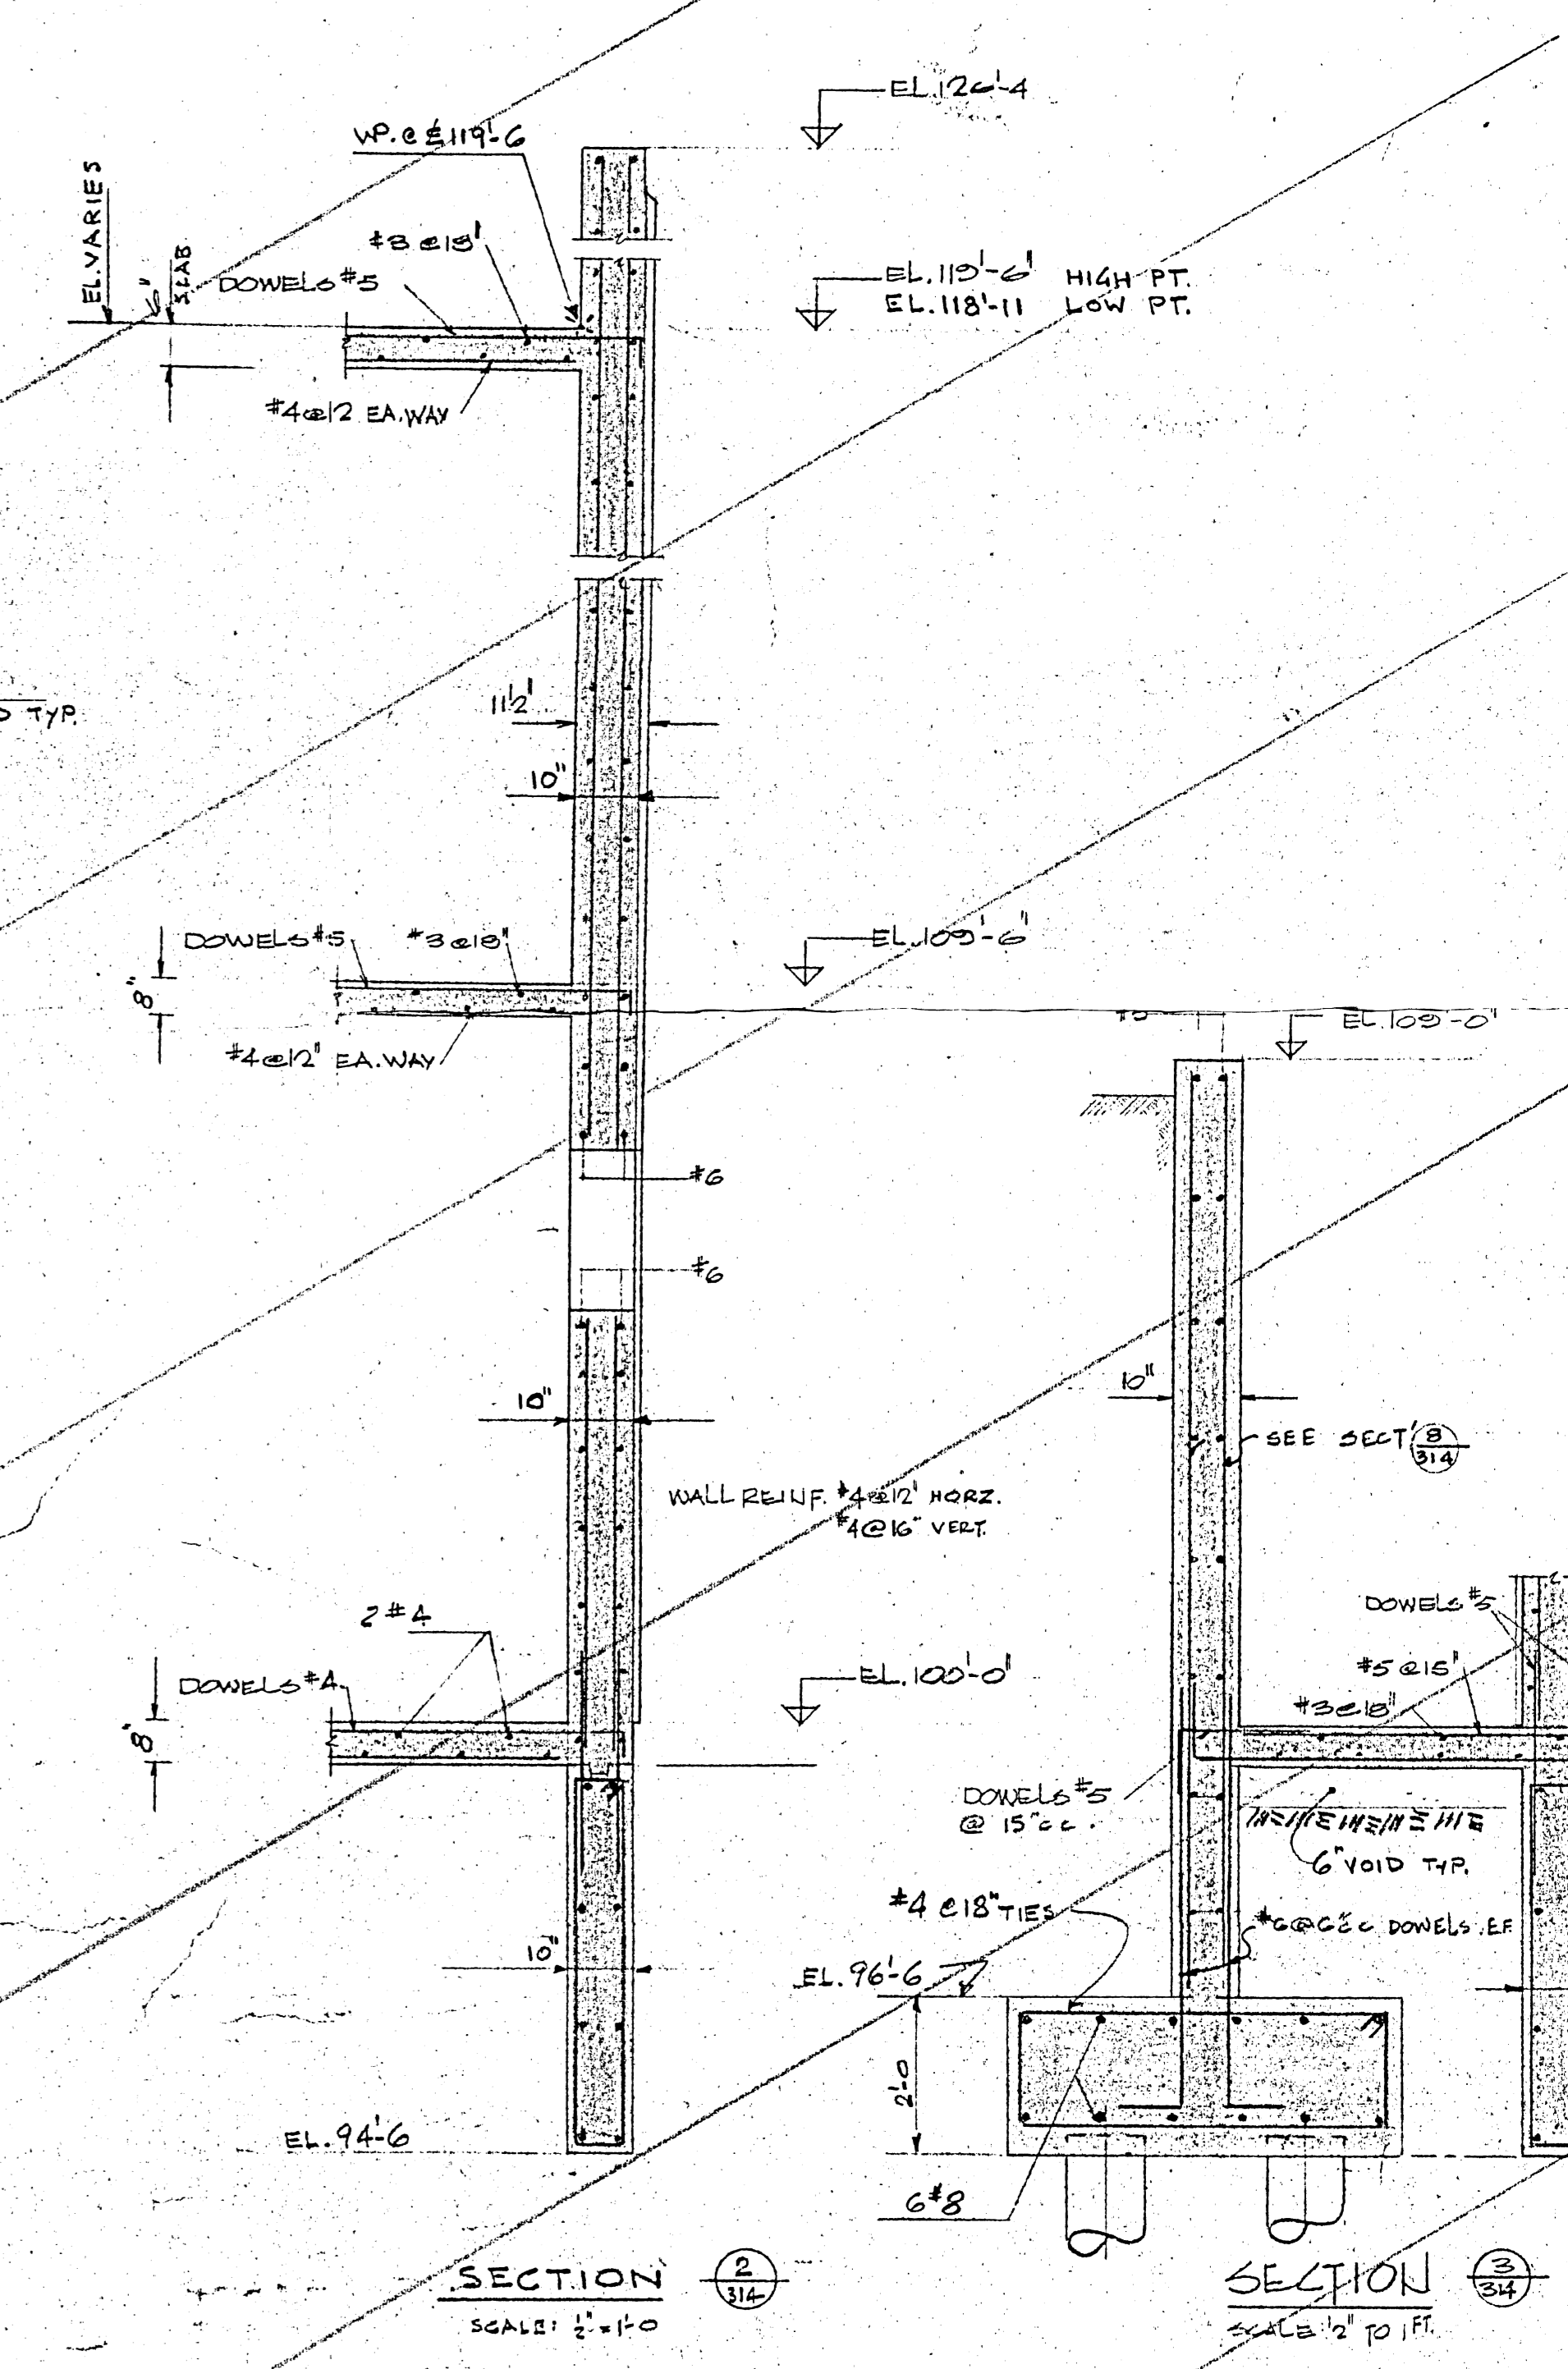 EL. 126'-4
WP. @ ⅊ 119'-6
EL. VARIES
SLAB
#3 @ 18"
DOWELS #5
EL. 119'-6" HIGH PT.
EL. 118'-11 LOW PT.
#4@12 EA. WAY
TYP.
11½"
10"
DOWELS #5
#3@18"
EL. 109'-6"
8"
#4@12" EA. WAY
EL. 109'-0"
#6
#6
10"
10"
SEE SECT 8/314
WALL REINF. #4@12" HORZ.
#4@16" VERT.
2 #4
DOWELS #5
DOWELS #4
EL. 100'-0"
#5 @15"
#3@18"
8"
DOWELS #5
@ 15" c c.
6" VOID TYP.
#4 @18" TIES
#6@6" c c DOWELS. EF
10"
EL. 96'-6
2'-0
EL. 94'-6
6#8
SECTION 2/314
SCALE: ½" = 1'-0
SECTION 3/314
SCALE ½" TO 1 FT.